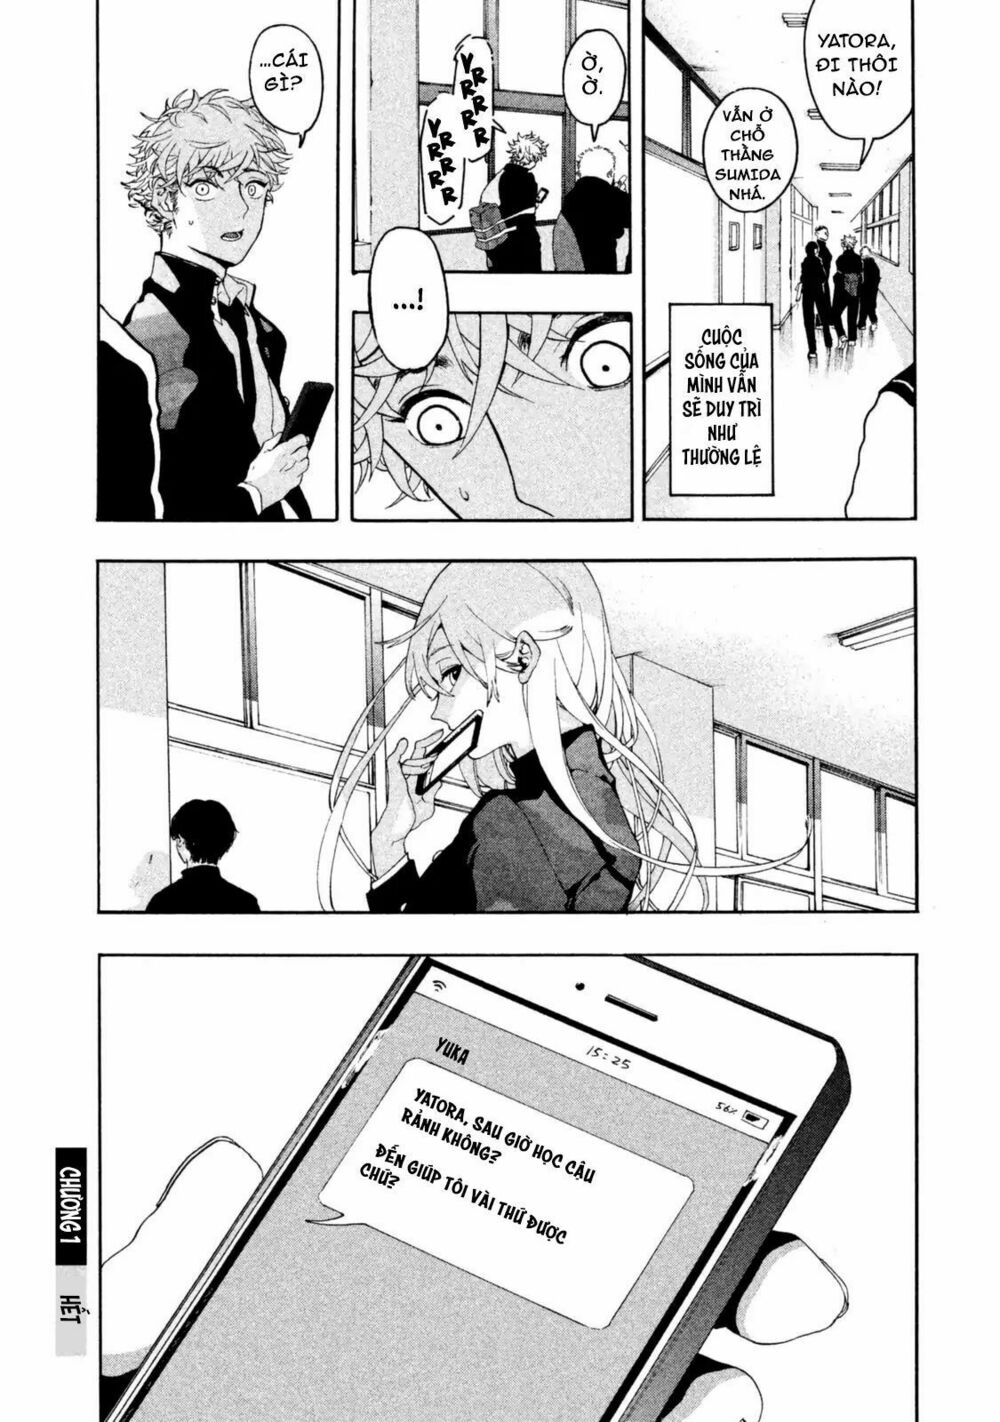 YATORA,
ĐI THÔI
NÀO!
VẪN Ở
CHỖ
THẰNG
SUMIDA
NHÁ.
CUỘC
SỐNG CỦA
MÌNH VẪN
SẼ DUY TRÌ
NHƯ
THƯỜNG LỆ
Ờ,
Ờ.
VRRRR
VRRRR
...!
...CÁI
GÌ?
15:25
56%
YUKA
YATORA, SAU GIỜ HỌC CẬU
RẢNH KHÔNG?
ĐẾN GIÚP TÔI VÀI THỨ ĐƯỢC
CHỨ?
CHƯƠNG 1
HẾT